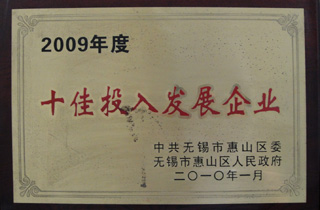 2009年度
十佳投入发展企业
中共无锡市惠山区委
无锡市惠山区人民政府
二〇一〇年一月